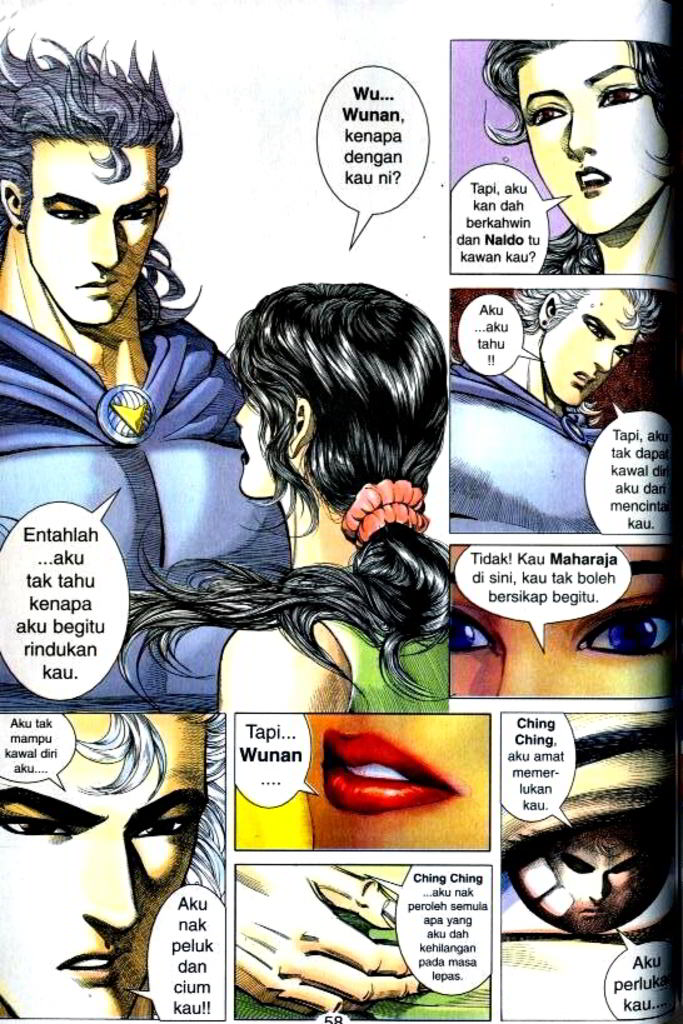 Wu...
Wunan,
kenapa
dengan
kau ni?
Entahlah
...aku
tak tahu
kenapa
aku begitu
rindukan
kau.
Tapi, aku
kan dah
berkahwin
dan Naldo tu
kawan kau?
Aku
...aku
tahu
!!
Tapi, aku
tak dapat
kawal diri
aku dari
mencintai
kau.
Tidak! Kau Maharaja
di sini, kau tak boleh
bersikap begitu.
Aku tak
mampu
kawal diri
aku....
Aku
nak
peluk
dan
cium
kau!!
Tapi...
Wunan
....
Ching Ching
...aku nak
peroleh semula
apa yang
aku dah
kehilangan
pada masa
lepas.
Ching
Ching,
aku amat
memer-
lukan
kau.
Aku
perlukan
kau....
58